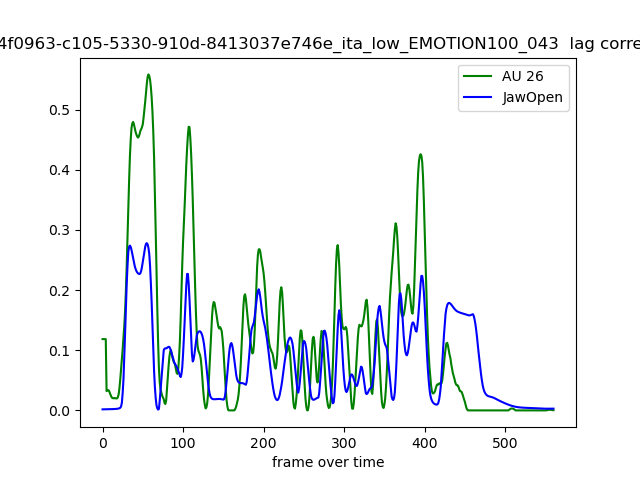 4f0963-c105-5330-910d-8413037e746e_ita_low_EMOTION100_043 lag corre
AU 26
JawOpen
0.5
0.4
0.3
0.2
0.1
0.0
0 100 200 300 400 500
frame over time